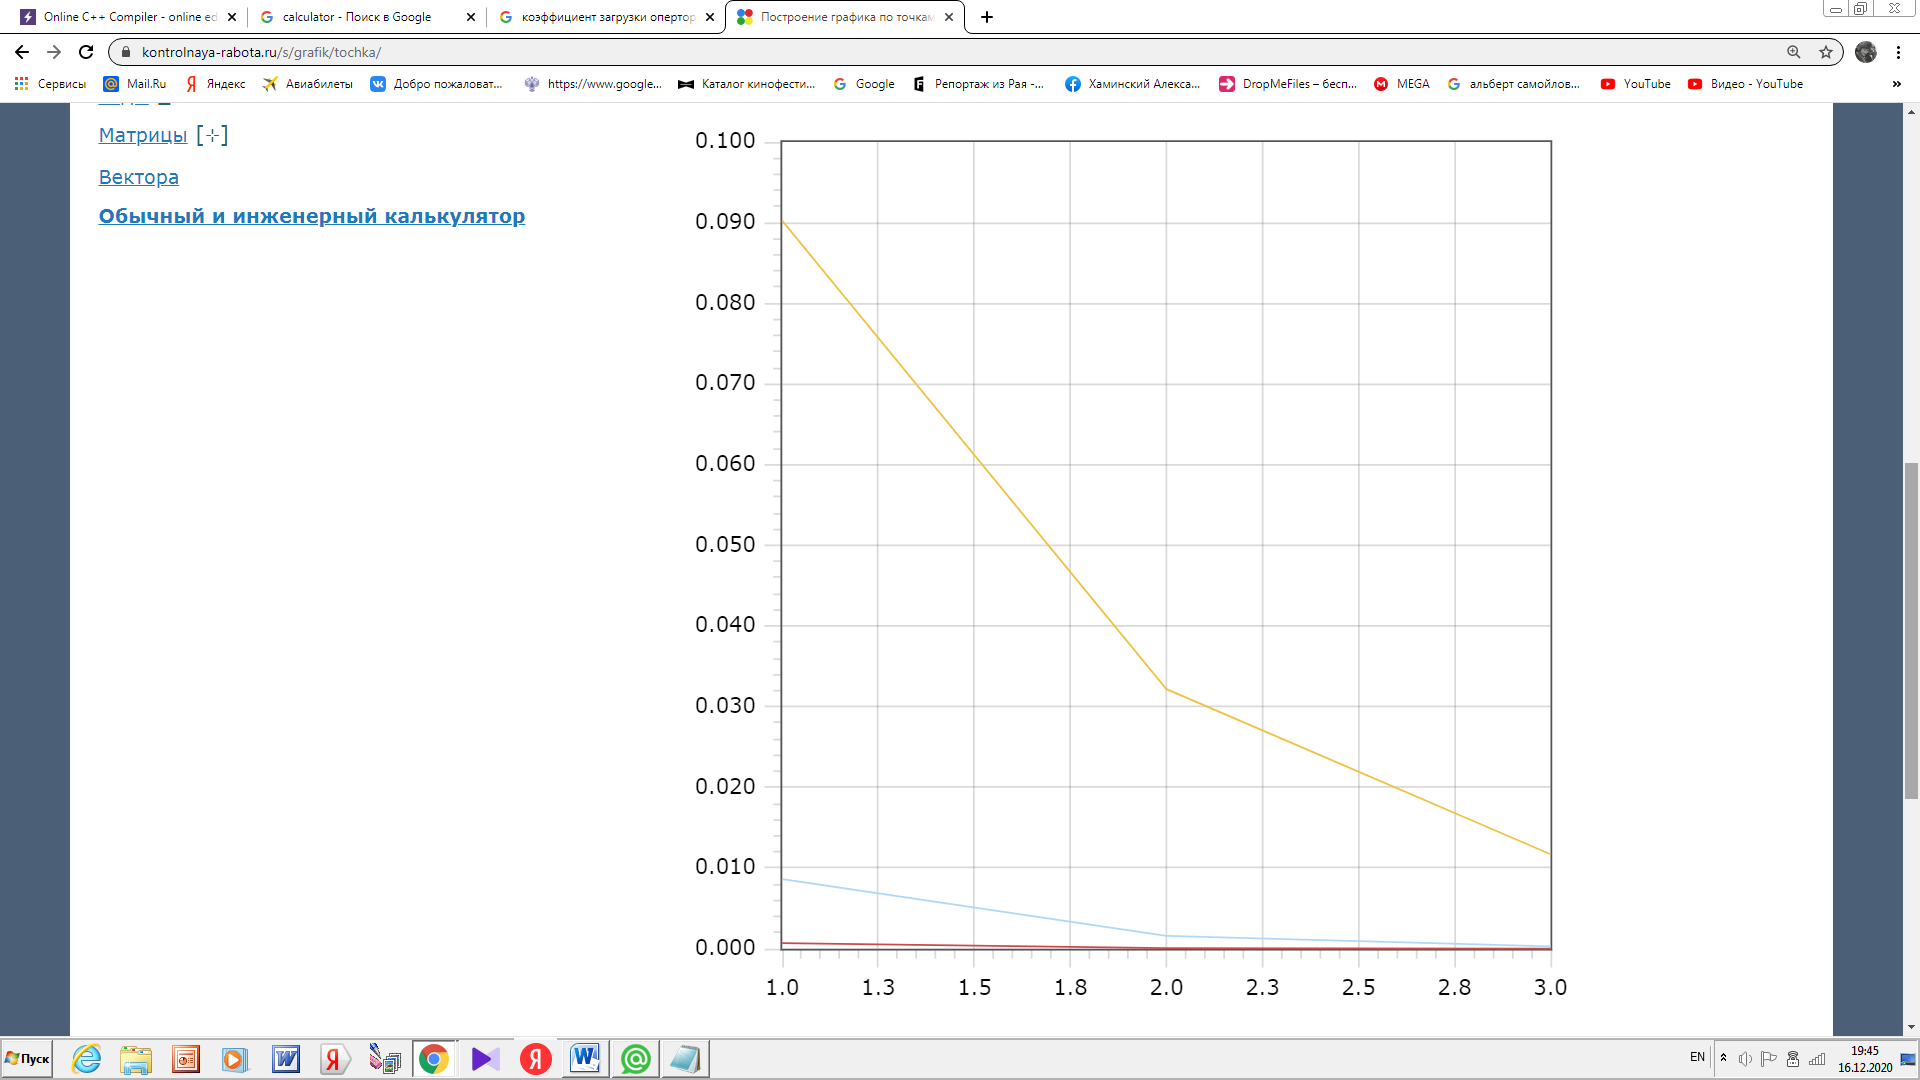 Online C++ Compiler - online ed
calculator - Поиск в Google
коэффициент загрузки опертор
Построение графика по точкам
kontrolnaya-rabota.ru/s/grafik/tochka/
Сервисы
Mail.Ru
Яндекс
Авиабилеты
Добро пожаловат...
https://www.google...
Каталог кинофести...
Google
Репортаж из Рая -...
Хаминский Алекса...
DropMeFiles – бесп...
MEGA
альберт самойлов...
YouTube
Видео - YouTube
»
Матрицы [+]
Вектора
Обычный и инженерный калькулятор
0.100
0.090
0.080
0.070
0.060
0.050
0.040
0.030
0.020
0.010
0.000
1.0 1.3 1.5 1.8 2.0 2.3 2.5 2.8 3.0
Пуск
EN
19:45
16.12.2020